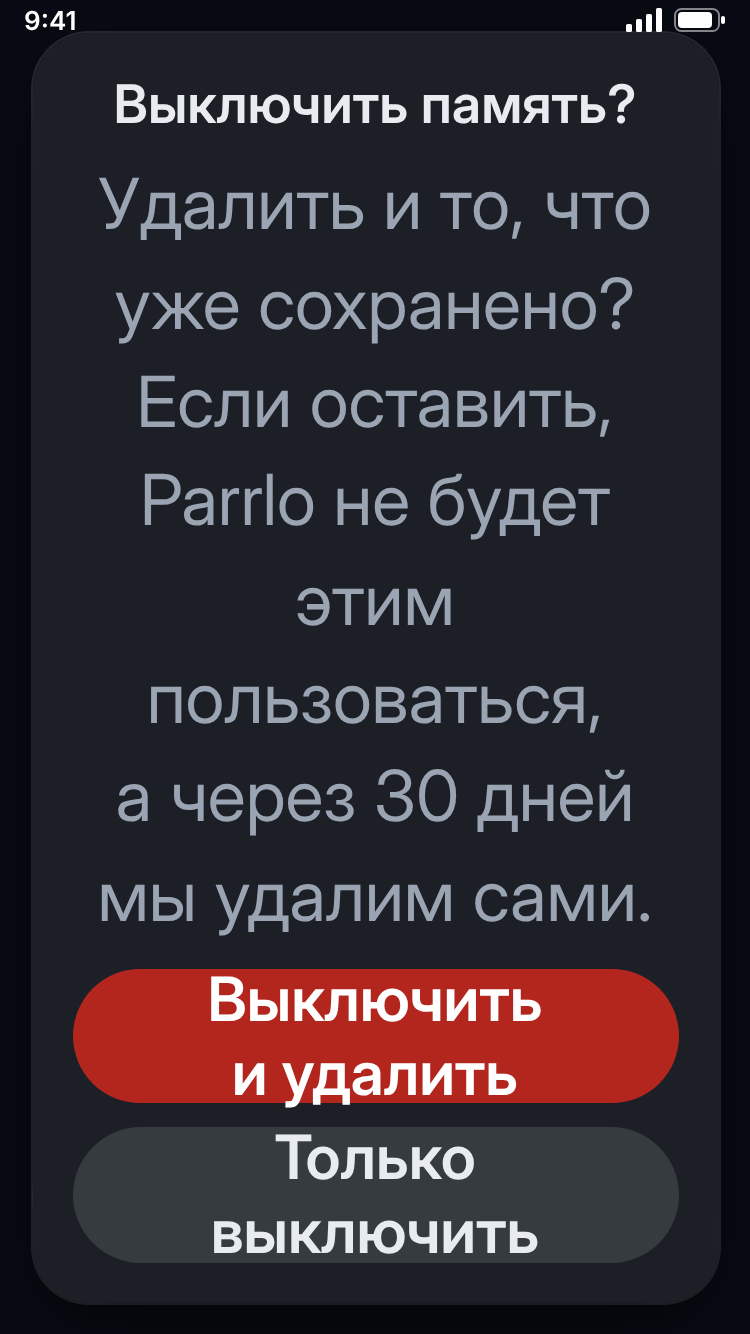 9:41
Выключить память?
Удалить и то, что
уже сохранено?
Если оставить,
Parrlo не будет
этим
пользоваться,
а через 30 дней
мы удалим сами.
Выключить
и удалить
Только
выключить